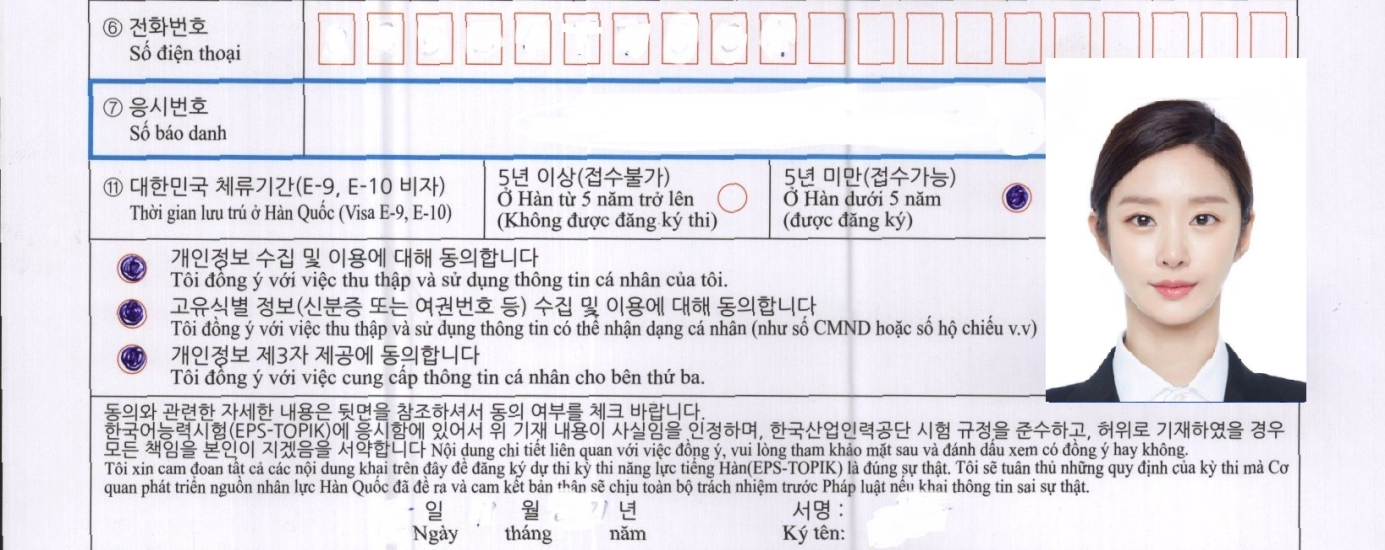 ⑥ 전화번호
Số điện thoại
⑦ 응시번호
Số báo danh
⑪ 대한민국 체류기간(E-9, E-10 비자)
Thời gian lưu trú ở Hàn Quốc (Visa E-9, E-10)
5년 이상(접수불가)
Ở Hàn từ 5 năm trở lên
(Không được đăng ký thi)
5년 미만(접수가능)
Ở Hàn dưới 5 năm
(được đăng ký)
개인정보 수집 및 이용에 대해 동의합니다
Tôi đồng ý với việc thu thập và sử dụng thông tin cá nhân của tôi.
고유식별 정보(신분증 또는 여권번호 등) 수집 및 이용에 대해 동의합니다
Tôi đồng ý với việc thu thập và sử dụng thông tin có thể nhận dạng cá nhân (như số CMND hoặc số hộ chiếu v.v)
개인정보 제3자 제공에 동의합니다
Tôi đồng ý với việc cung cấp thông tin cá nhân cho bên thứ ba.
동의와 관련한 자세한 내용은 뒷면을 참조하셔서 동의 여부를 체크 바랍니다.
한국어능력시험(EPS-TOPIK)에 응시함에 있어서 위 기재 내용이 사실임을 인정하며, 한국산업인력공단 시험 규정을 준수하고, 허위로 기재하였을 경우
모든 책임을 본인이 지겠음을 서약합니다 Nội dung chi tiết liên quan với việc đồng ý, vui lòng tham khảo mặt sau và đánh dấu xem có đồng ý hay không.
Tôi xin cam đoan tất cả các nội dung khai trên đây để đăng ký dự thi kỳ thi năng lực tiếng Hàn(EPS-TOPIK) là đúng sự thật. Tôi sẽ tuân thủ những quy định của kỳ thi mà Cơ
quan phát triển nguồn nhân lực Hàn Quốc đã đề ra và cam kết bản thân sẽ chịu toàn bộ trách nhiệm trước Pháp luật nếu khai thông tin sai sự thật.
일 월 년 서명 :
Ngày tháng năm Ký tên: